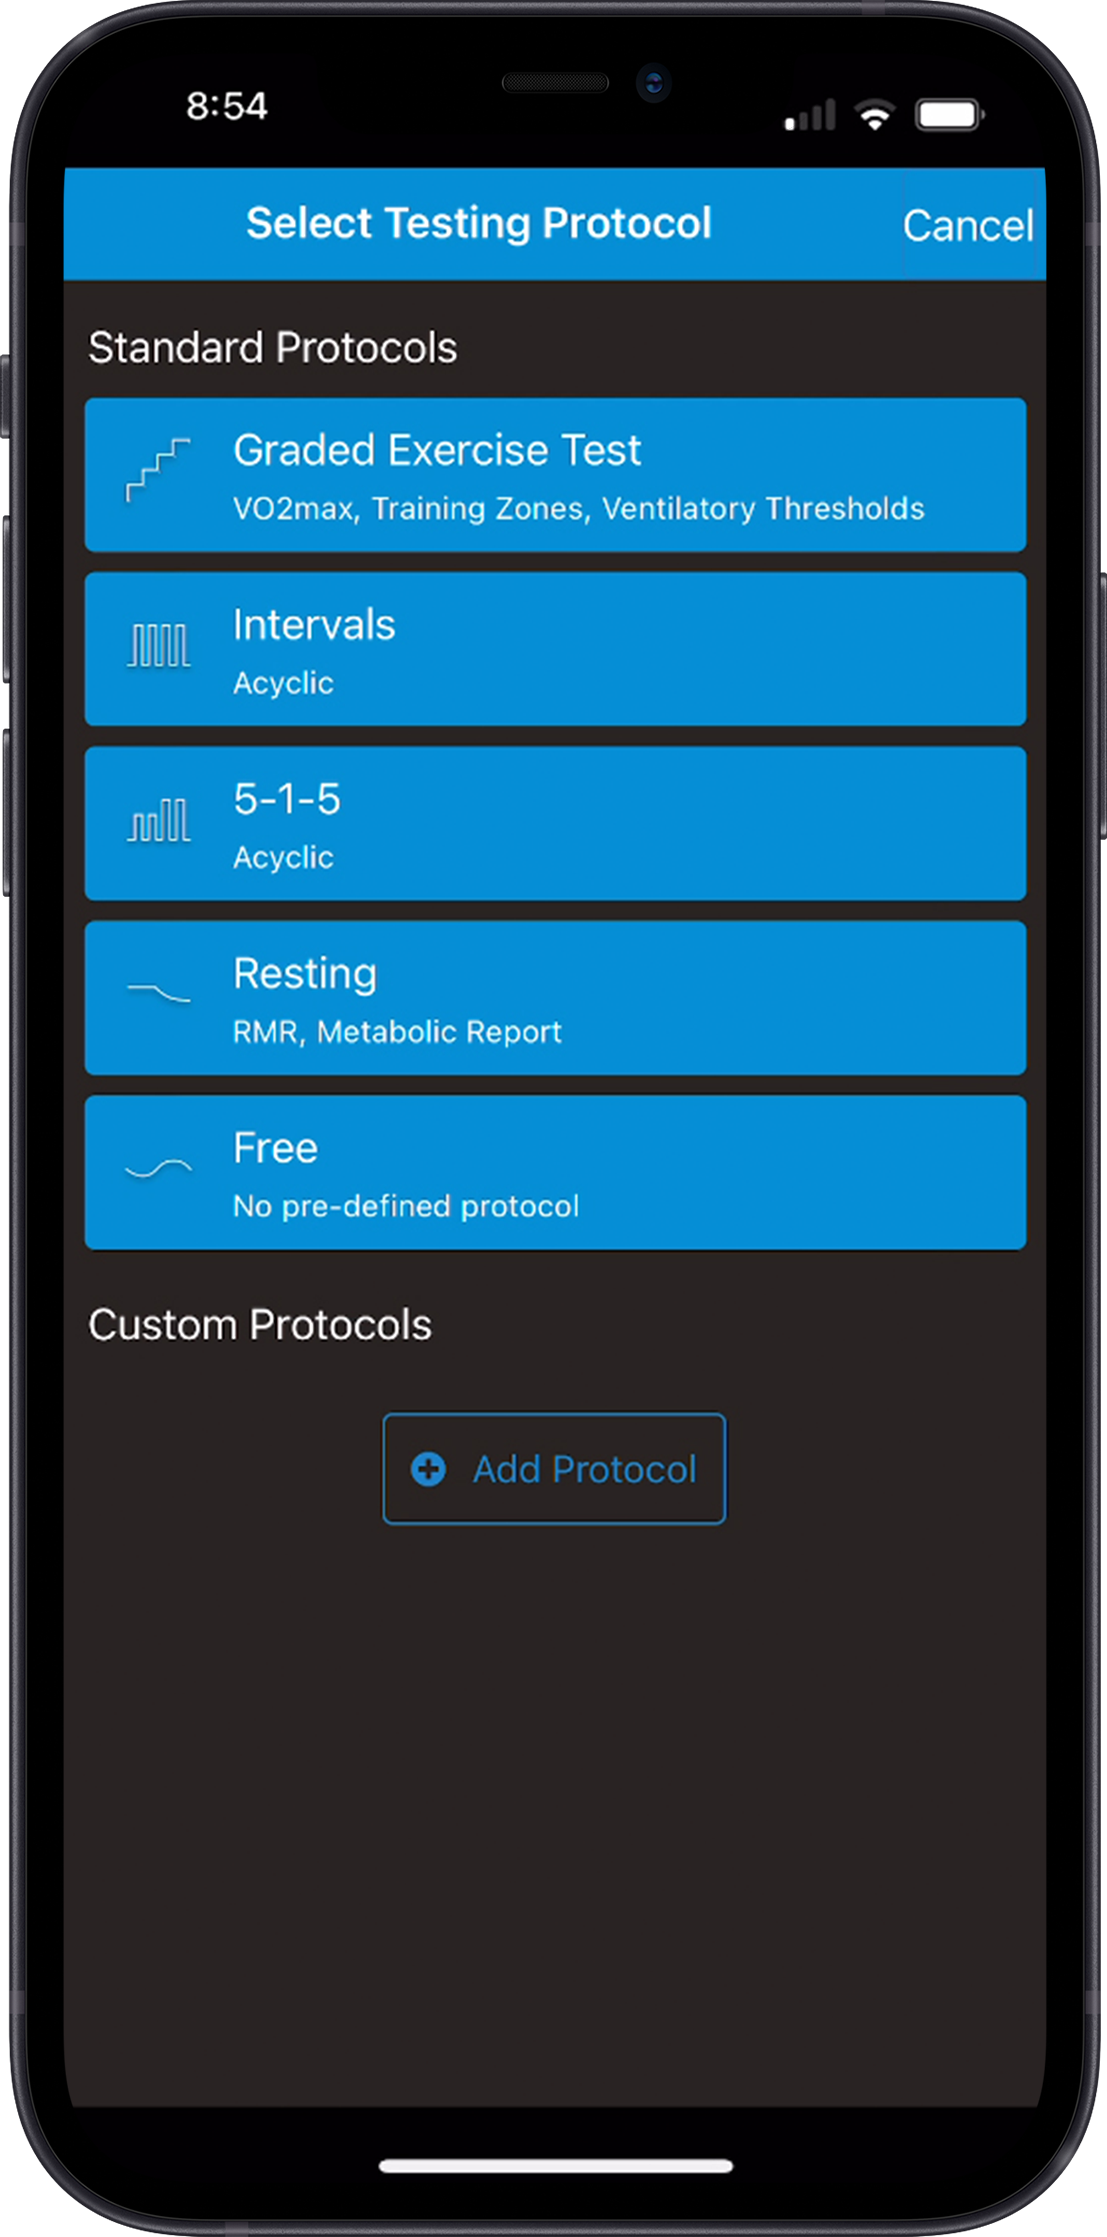 8:54
Select Testing Protocol
Cancel
Standard Protocols
Graded Exercise Test
VO2max, Training Zones, Ventilatory Thresholds
Intervals
Acyclic
5-1-5
Acyclic
Resting
RMR, Metabolic Report
Free
No pre-defined protocol
Custom Protocols
Add Protocol